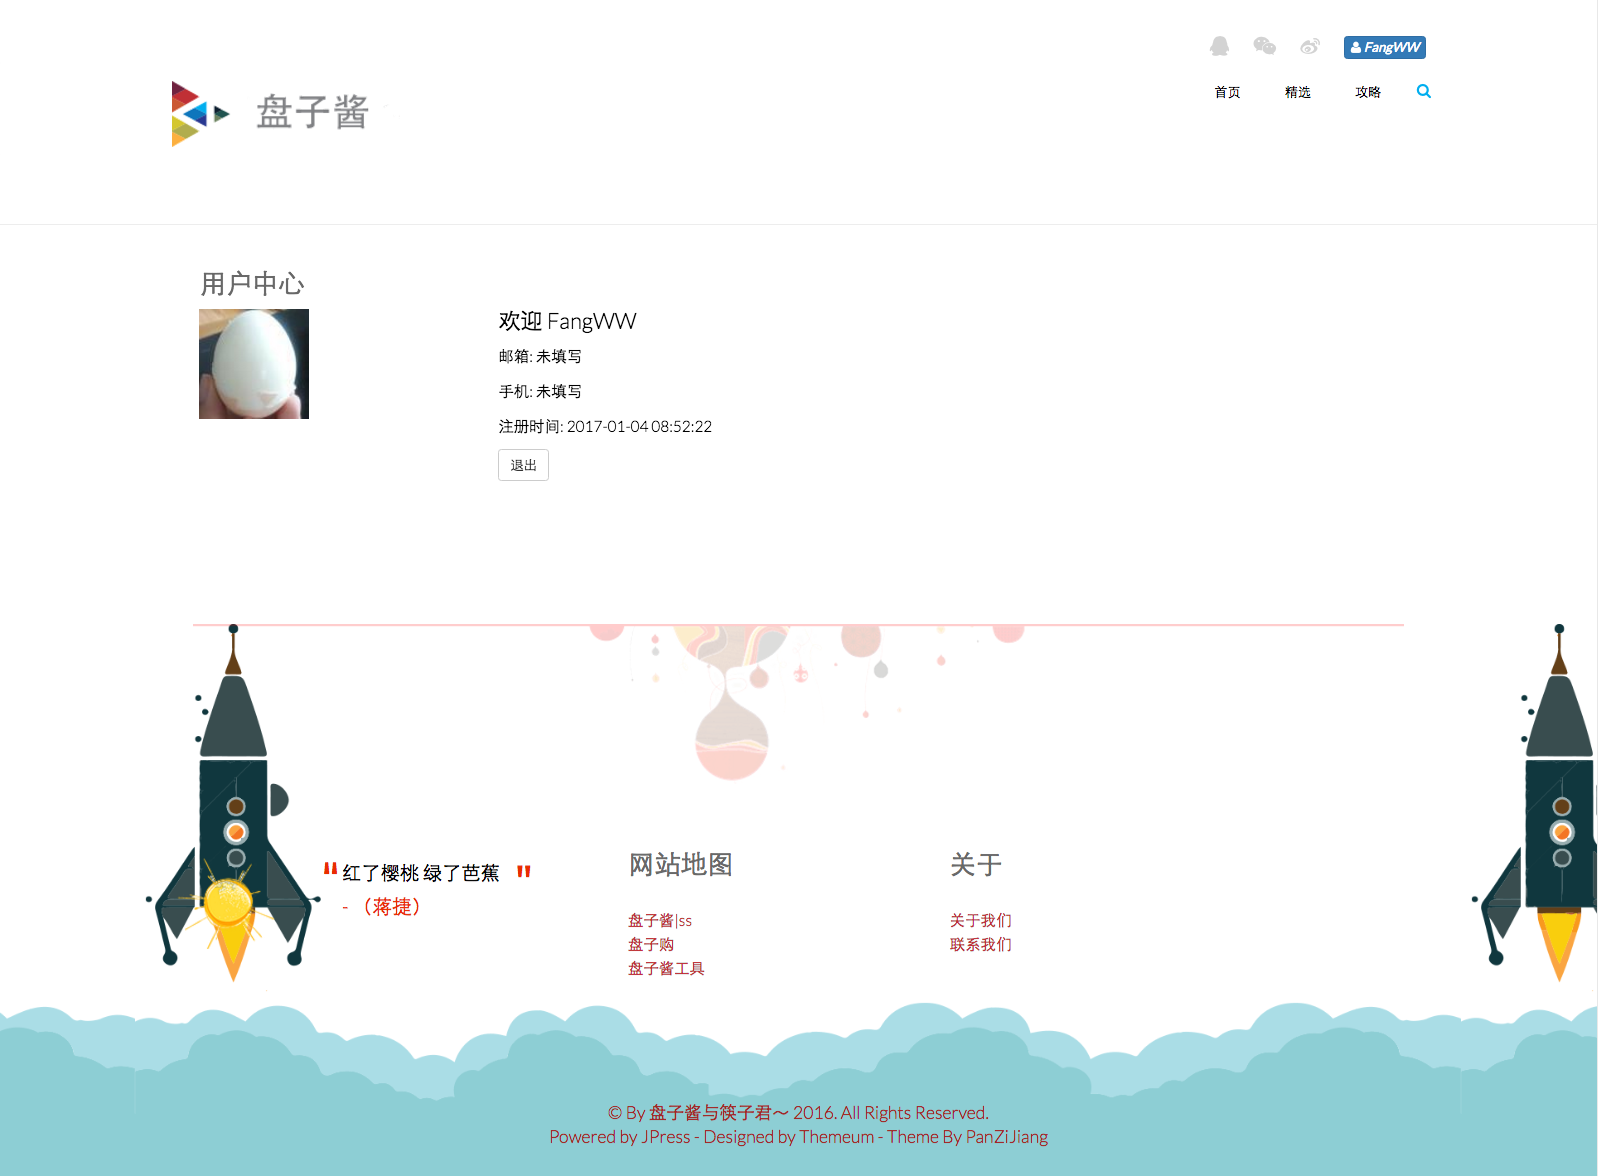 FangWW
首页 精选 攻略
盘子酱
用户中心
欢迎 FangWW
邮箱: 未填写
手机: 未填写
注册时间: 2017-01-04 08:52:22
退出
" 红了樱桃 绿了芭蕉 "
- （蒋捷）
网站地图
盘子酱|ss
盘子购
盘子酱工具
关于
关于我们
联系我们
© By 盘子酱与筷子君～ 2016. All Rights Reserved.
Powered by JPress - Designed by Themeum - Theme By PanZiJiang